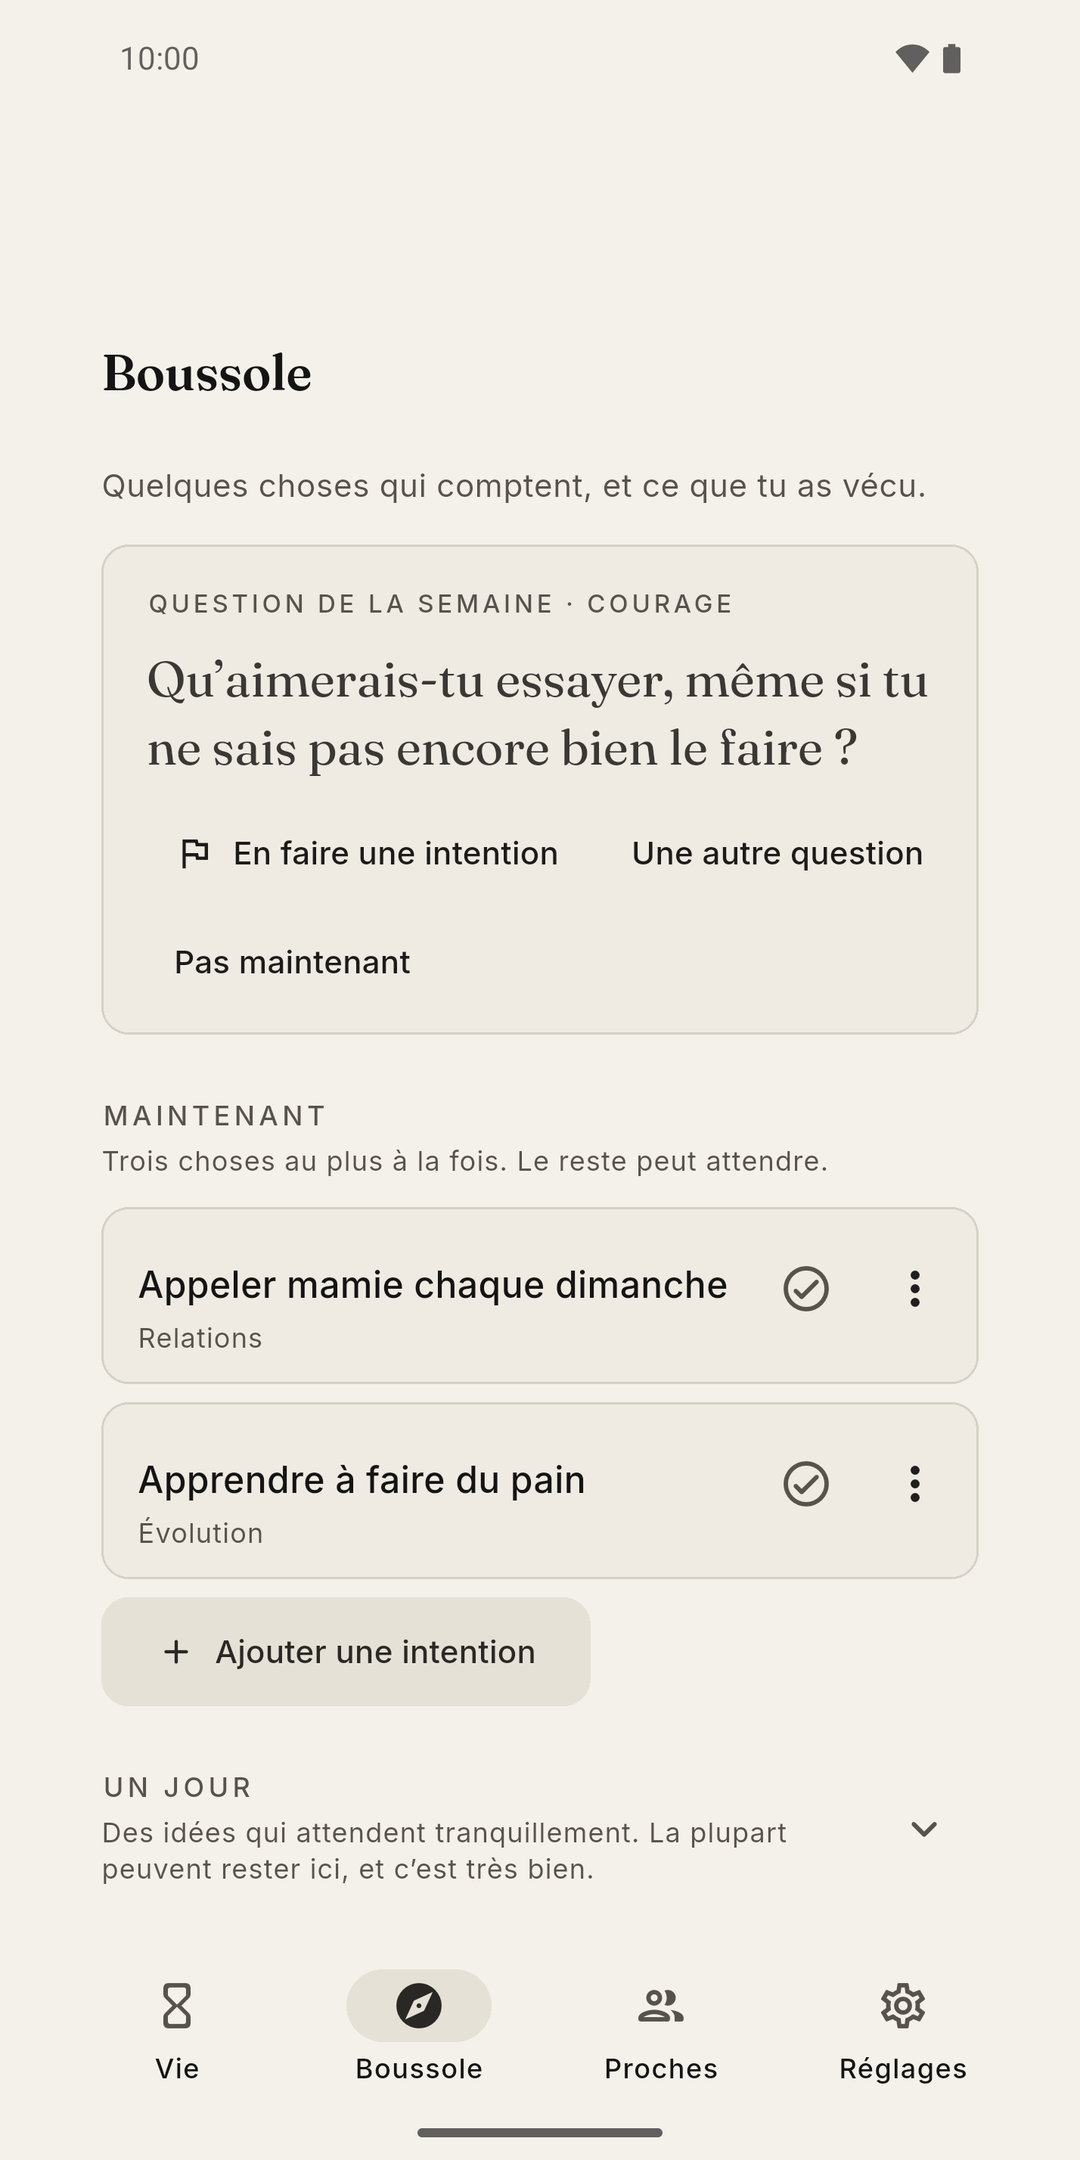 10:00
Boussole
Quelques choses qui comptent, et ce que tu as vécu.
QUESTION DE LA SEMAINE · COURAGE
Qu’aimerais-tu essayer, même si tu
ne sais pas encore bien le faire ?
En faire une intention
Une autre question
Pas maintenant
MAINTENANT
Trois choses au plus à la fois. Le reste peut attendre.
Appeler mamie chaque dimanche
Relations
Apprendre à faire du pain
Évolution
Ajouter une intention
UN JOUR
Des idées qui attendent tranquillement. La plupart
peuvent rester ici, et c’est très bien.
Vie
Boussole
Proches
Réglages